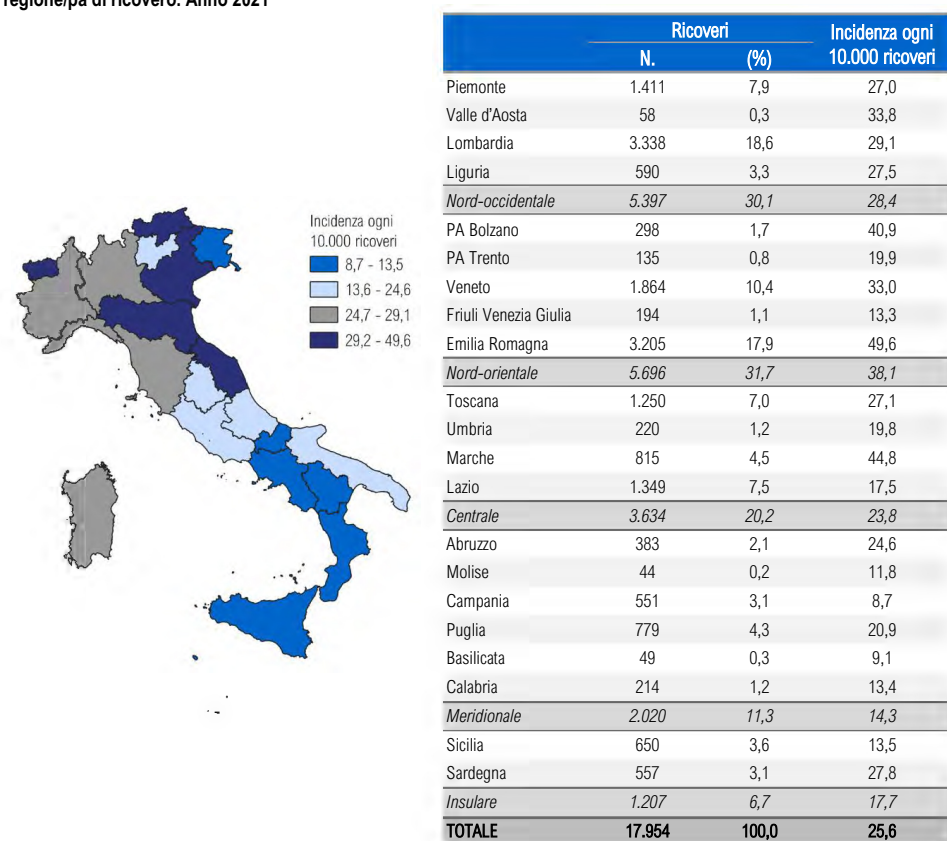 regione/pa di ricovero. Anno 2021
Incidenza ogni
10.000 ricoveri
8,7 - 13,5
13,6 - 24,6
24,7 - 29,1
29,2 - 49,6
Ricoveri Incidenza ogni
N. (%) 10.000 ricoveri
Piemonte 1.411 7,9 27,0
Valle d'Aosta 58 0,3 33,8
Lombardia 3.338 18,6 29,1
Liguria 590 3,3 27,5
Nord-occidentale 5.397 30,1 28,4
PA Bolzano 298 1,7 40,9
PA Trento 135 0,8 19,9
Veneto 1.864 10,4 33,0
Friuli Venezia Giulia 194 1,1 13,3
Emilia Romagna 3.205 17,9 49,6
Nord-orientale 5.696 31,7 38,1
Toscana 1.250 7,0 27,1
Umbria 220 1,2 19,8
Marche 815 4,5 44,8
Lazio 1.349 7,5 17,5
Centrale 3.634 20,2 23,8
Abruzzo 383 2,1 24,6
Molise 44 0,2 11,8
Campania 551 3,1 8,7
Puglia 779 4,3 20,9
Basilicata 49 0,3 9,1
Calabria 214 1,2 13,4
Meridionale 2.020 11,3 14,3
Sicilia 650 3,6 13,5
Sardegna 557 3,1 27,8
Insulare 1.207 6,7 17,7
TOTALE 17.954 100,0 25,6